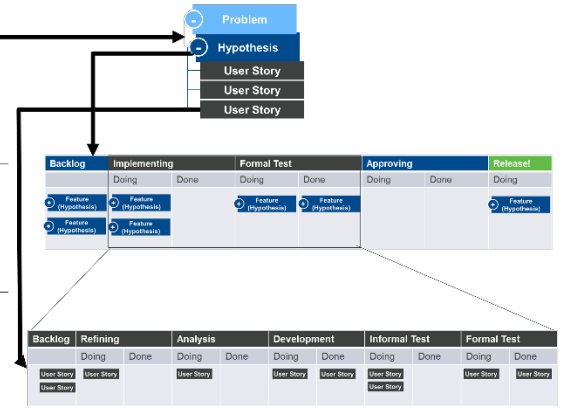 Problem
Hypothesis
User Story
User Story
User Story
Backlog Implementing Formal Test Approving Release!
Doing Done Doing Done Doing Done Doing
Feature (Hypothesis) Feature (Hypothesis) Feature (Hypothesis) Feature (Hypothesis) Feature (Hypothesis)
Feature (Hypothesis) Feature (Hypothesis)
Backlog Refining Analysis Development Informal Test Formal Test
Doing Done Doing Done Doing Done Doing Done Doing Done
User Story User Story User Story User Story User Story User Story User Story User Story
User Story User Story